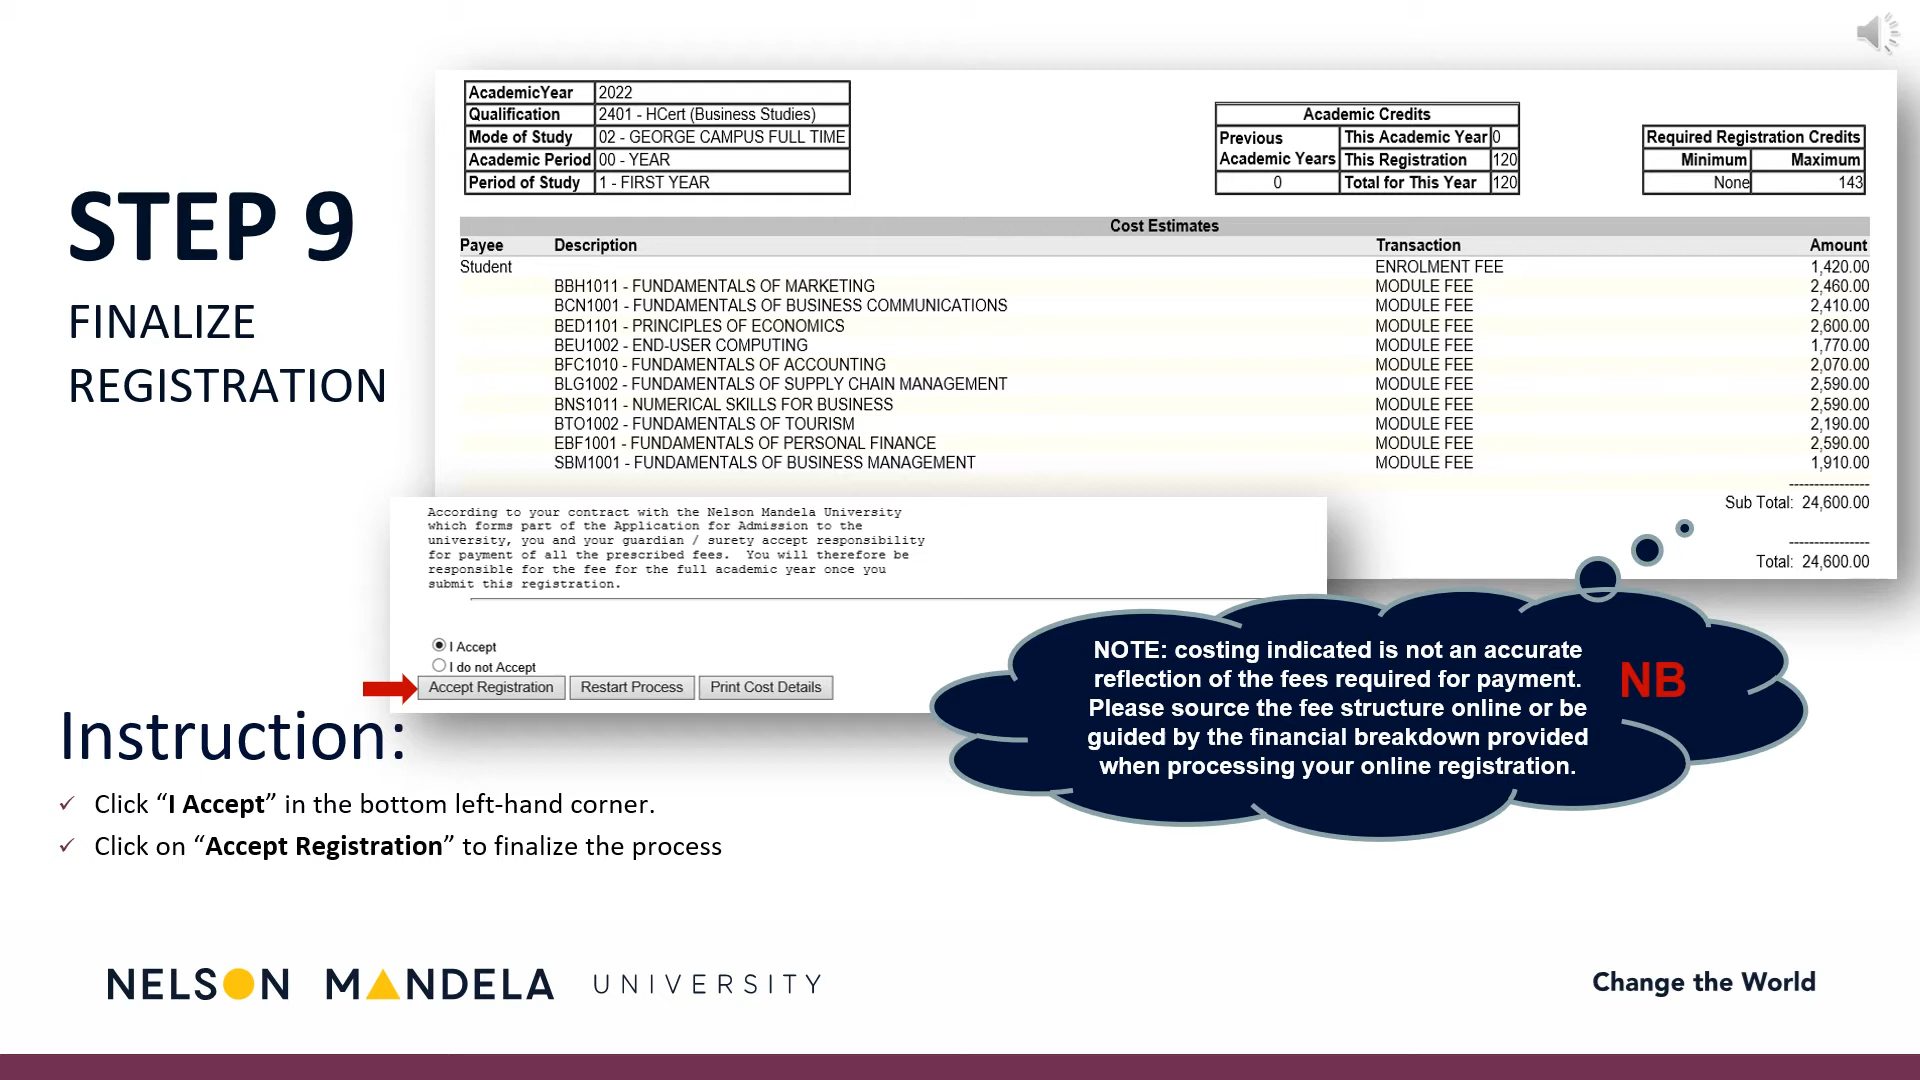 STEP 9
FINALIZE
REGISTRATION
AcademicYear 2022
Qualification 2401 - HCert (Business Studies)
Mode of Study 02 - GEORGE CAMPUS FULL TIME
Academic Period 00 - YEAR
Period of Study 1 - FIRST YEAR
Academic Credits
Previous Academic Years This Academic Year 0
This Registration 120
0 Total for This Year 120
Required Registration Credits
Minimum Maximum
None 143
Cost Estimates
Payee Description Transaction Amount
Student ENROLMENT FEE 1,420.00
BBH1011 - FUNDAMENTALS OF MARKETING MODULE FEE 2,460.00
BCN1001 - FUNDAMENTALS OF BUSINESS COMMUNICATIONS MODULE FEE 2,410.00
BED1101 - PRINCIPLES OF ECONOMICS MODULE FEE 2,600.00
BEU1002 - END-USER COMPUTING MODULE FEE 1,770.00
BFC1010 - FUNDAMENTALS OF ACCOUNTING MODULE FEE 2,070.00
BLG1002 - FUNDAMENTALS OF SUPPLY CHAIN MANAGEMENT MODULE FEE 2,590.00
BNS1011 - NUMERICAL SKILLS FOR BUSINESS MODULE FEE 2,590.00
BTO1002 - FUNDAMENTALS OF TOURISM MODULE FEE 2,190.00
EBF1001 - FUNDAMENTALS OF PERSONAL FINANCE MODULE FEE 2,590.00
SBM1001 - FUNDAMENTALS OF BUSINESS MANAGEMENT MODULE FEE 1,910.00
----------------
Sub Total: 24,600.00
----------------
Total: 24,600.00
According to your contract with the Nelson Mandela University
which forms part of the Application for Admission to the
university, you and your guardian / surety accept responsibility
for payment of all the prescribed fees. You will therefore be
responsible for the fee for the full academic year once you
submit this registration.
I Accept
I do not Accept
Accept Registration Restart Process Print Cost Details
NOTE: costing indicated is not an accurate
reflection of the fees required for payment.
Please source the fee structure online or be
guided by the financial breakdown provided
when processing your online registration.
NB
Instruction:
✓ Click “I Accept” in the bottom left-hand corner.
✓ Click on “Accept Registration” to finalize the process
NELSON MANDELA UNIVERSITY
Change the World